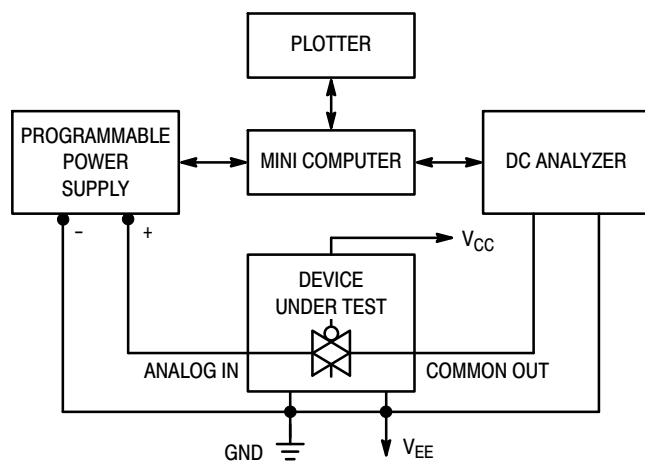 PLOTTER
PROGRAMMABLE
POWER
SUPPLY
MINI COMPUTER
DC ANALYZER
− +
VCC
DEVICE
UNDER TEST
ANALOG IN
COMMON OUT
GND
VEE